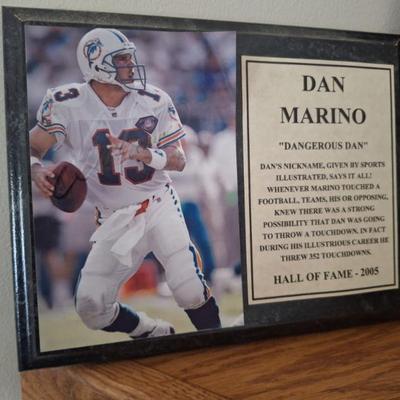 DAN
MARINO
"DANGEROUS DAN"
DAN'S NICKNAME, GIVEN BY SPORTS
ILLUSTRATED, SAYS IT ALL!
WHENEVER MARINO TOUCHED A
FOOTBALL, TEAMS, HIS OR OPPOSING,
KNEW THERE WAS A STRONG
POSSIBILITY THAT DAN WAS GOING
TO THROW A TOUCHDOWN. IN FACT
DURING HIS ILLUSTRIOUS CAREER HE
THREW 352 TOUCHDOWNS.
HALL OF FAME - 2005
13
13